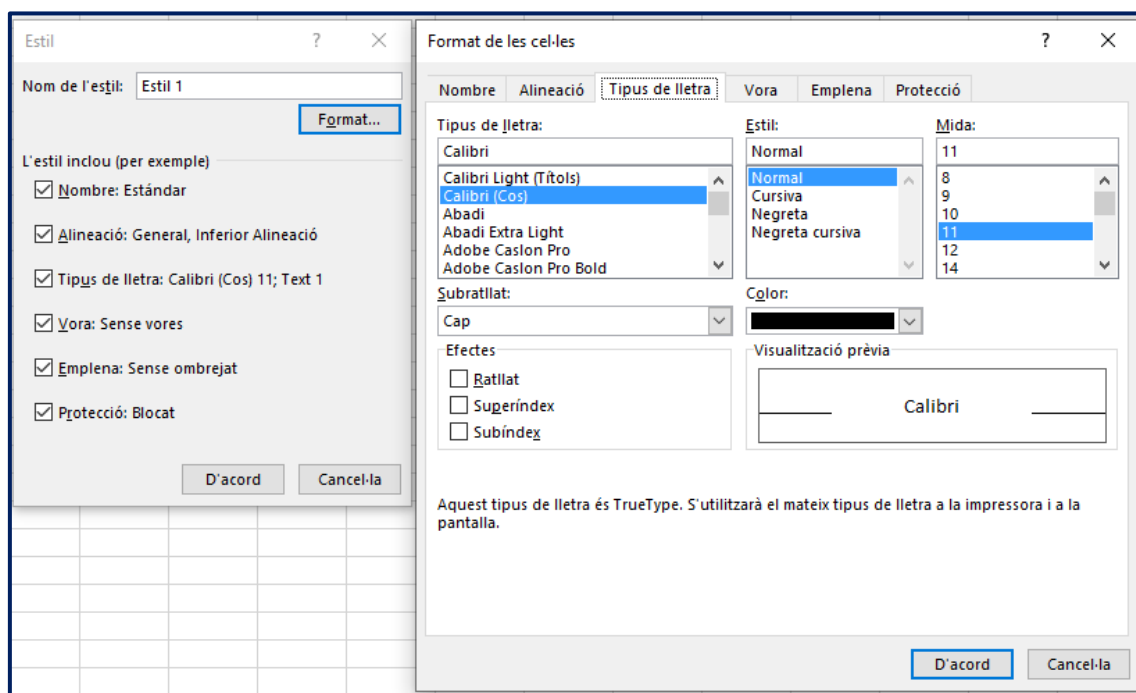 Estil
Nom de l'estil: Estil 1
Format...
L'estil inclou (per exemple)
Nombre: Estándar
Alineació: General, Inferior Alineació
Tipus de lletra: Calibri (Cos) 11; Text 1
Vora: Sense vores
Emplena: Sense ombrejat
Protecció: Blocat
D'acord Cancel·la
Format de les cel·les
Nombre Alineació Tipus de lletra Vora Emplena Protecció
Tipus de lletra: Estil: Mida:
Calibri Normal 11
Calibri Light (Títols) Normal 8
Calibri (Cos) Cursiva 9
Abadi Negreta 10
Abadi Extra Light Negreta cursiva 11
Adobe Caslon Pro 12
Adobe Caslon Pro Bold 14
Subratllat: Color:
Cap
Efectes Visualització prèvia
Ratllat
Superíndex Calibri
Subíndex
Aquest tipus de lletra és TrueType. S'utilitzarà el mateix tipus de lletra a la impressora i a la
pantalla.
D'acord Cancel·la